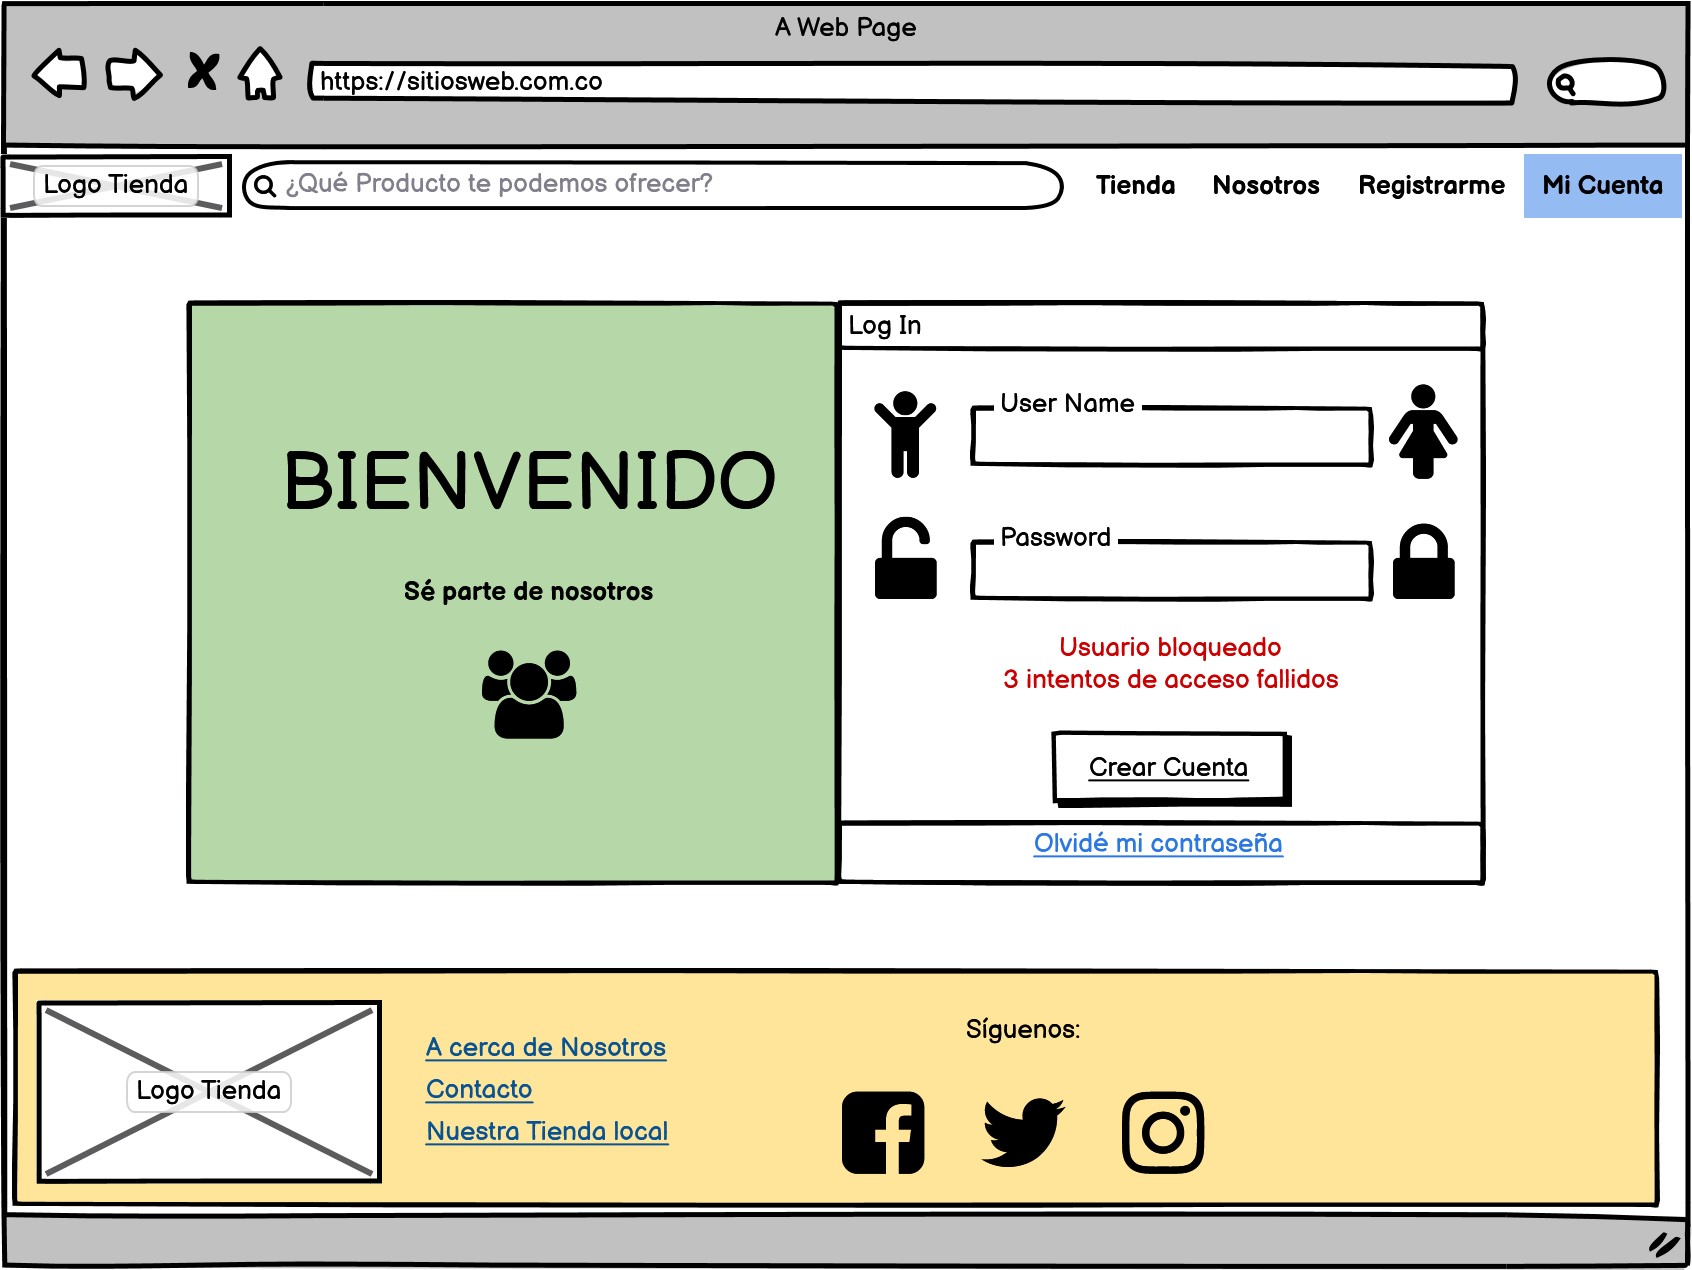 A Web Page
https://sitiosweb.com.co
Logo Tienda
¿Qué Producto te podemos ofrecer?
Tienda
Nosotros
Registrarme
Mi Cuenta
BIENVENIDO
Sé parte de nosotros
Log In
User Name
Password
Usuario bloqueado
3 intentos de acceso fallidos
Crear Cuenta
Olvidé mi contraseña
Logo Tienda
A cerca de Nosotros
Contacto
Nuestra Tienda local
Síguenos: